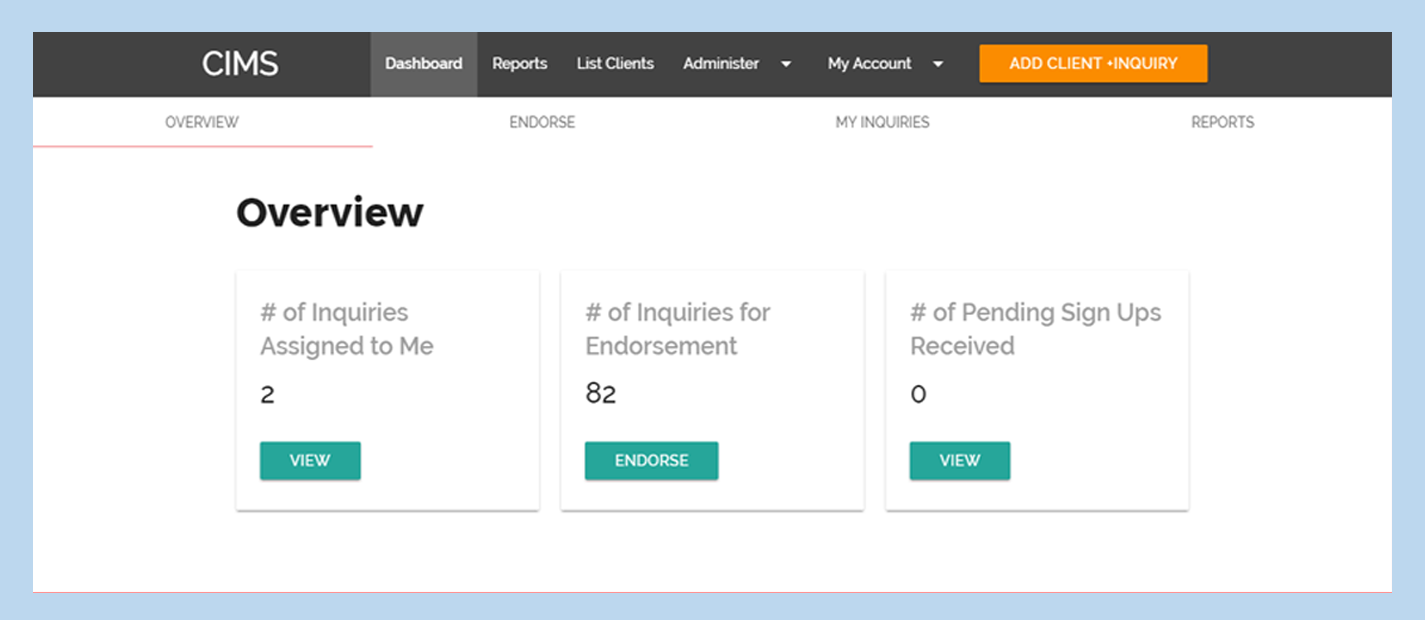 CIMS Dashboard Reports List Clients Administer My Account ADD CLIENT +INQUIRY
OVERVIEW ENDORSE MY INQUIRIES REPORTS
Overview
# of Inquiries
Assigned to Me
2
VIEW
# of Inquiries for
Endorsement
82
ENDORSE
# of Pending Sign Ups
Received
0
VIEW